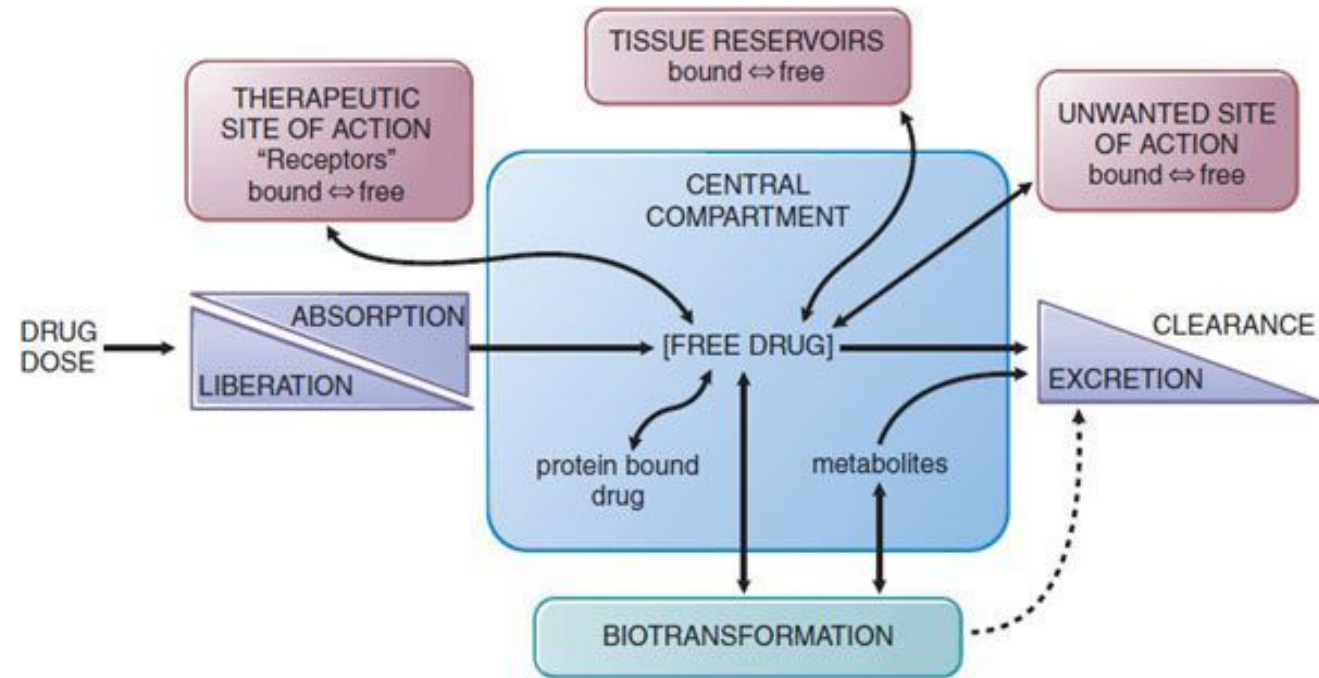 TISSUE RESERVOIRS
bound ⇔ free
THERAPEUTIC
SITE OF ACTION
“Receptors”
bound ⇔ free
UNWANTED SITE
OF ACTION
bound ⇔ free
CENTRAL
COMPARTMENT
DRUG
DOSE
ABSORPTION
LIBERATION
[FREE DRUG]
CLEARANCE
EXCRETION
protein bound
drug
metabolites
BIOTRANSFORMATION